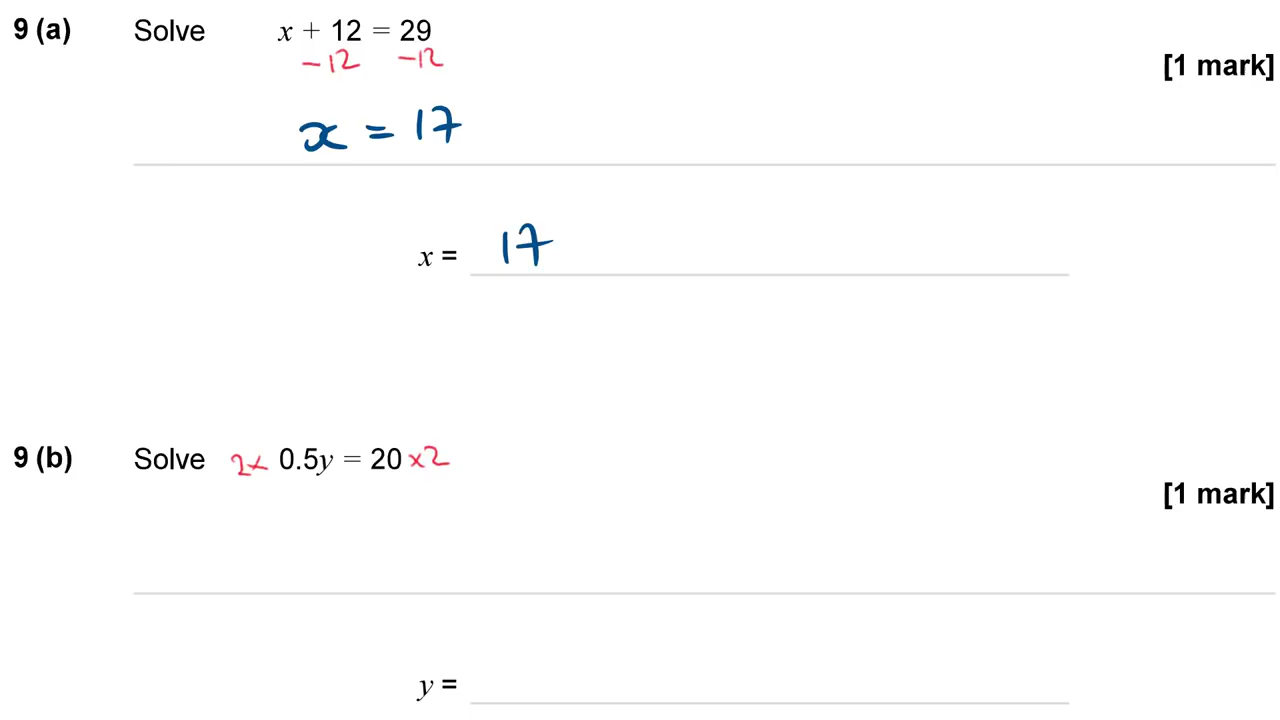 9 (a) Solve x + 12 = 29
−12 −12
[1 mark]
x = 17
x = 17
9 (b) Solve 2× 0.5y = 20 ×2
[1 mark]
y =